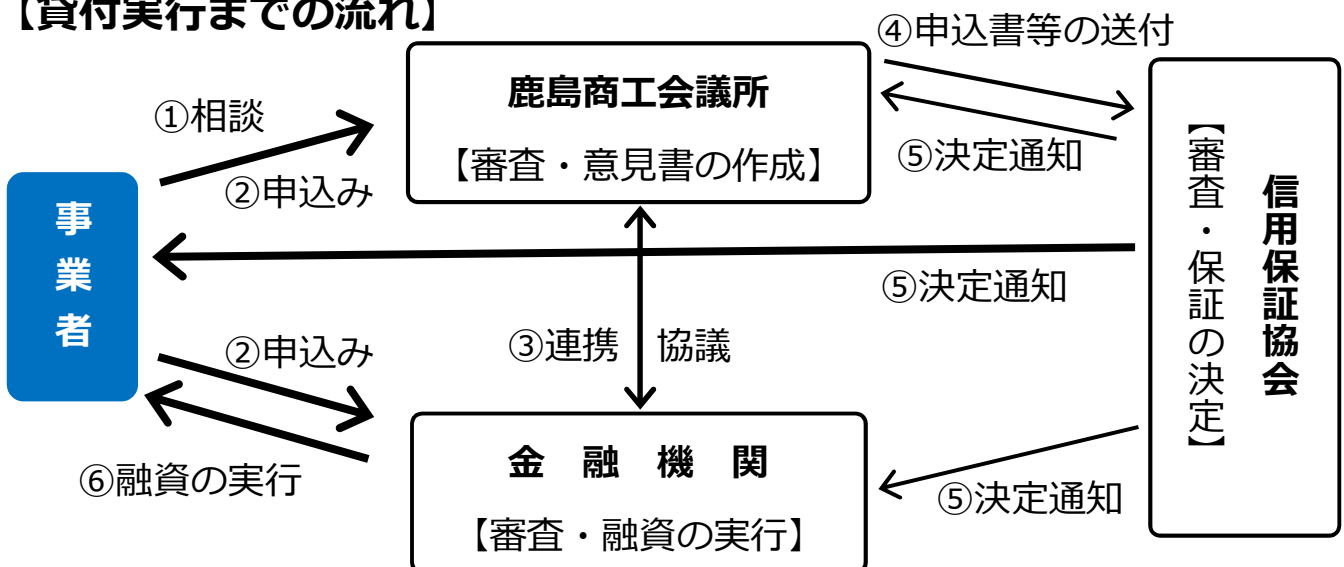 【貸付実行までの流れ】
④申込書等の送付
鹿島商工会議所
【審査・意見書の作成】
①相談
②申込み
⑤決定通知
事業者
⑤決定通知
③連携
協議
②申込み
⑥融資の実行
金融機関
【審査・融資の実行】
⑤決定通知
信用保証協会
【審査・保証の決定】